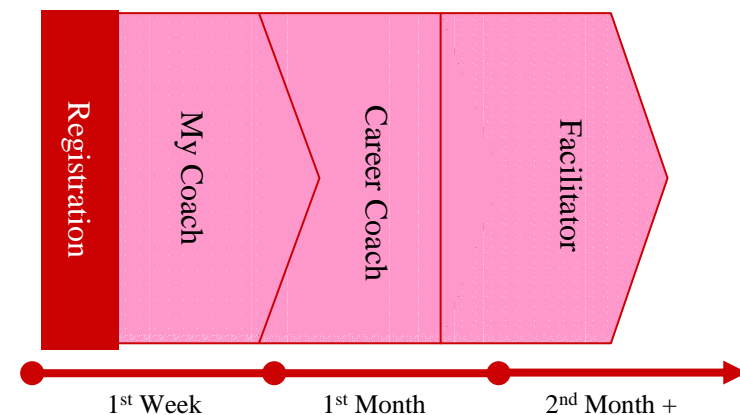 Registration
My Coach
Career Coach
Facilitator
1st Week
1st Month
2nd Month +